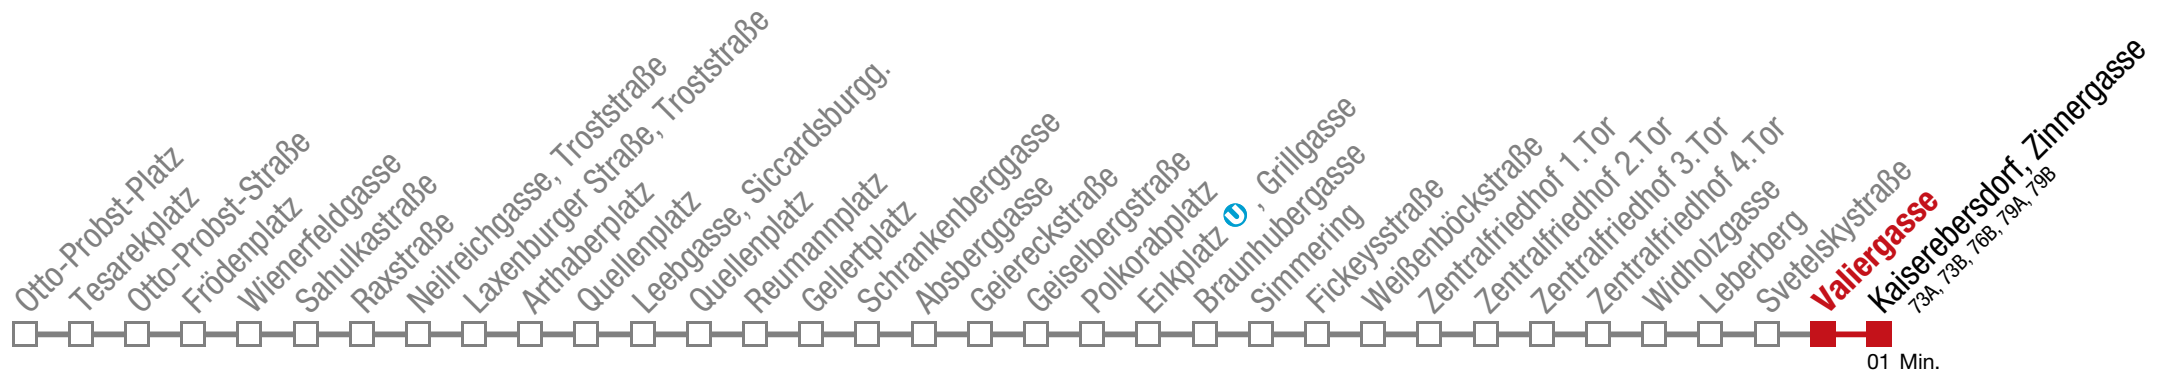 Otto-Probst-Platz
Tesarekplatz
Otto-Probst-Straße
Frödenplatz
Wienerfeldgasse
Sahulkastraße
Raxstraße
Neilreichgasse, Troststraße
Laxenburger Straße, Troststraße
Arthaberplatz
Quellenplatz
Leebgasse, Siccardsburgg.
Quellenplatz
Reumannplatz
Gellertplatz
Schrankenberggasse
Absberggasse
Geiereckstraße
Geiselbergstraße
Polkorabplatz
Enkplatz U, Grillgasse
Braunhubergasse
Simmering
Fickeysstraße
Weißenböckstraße
Zentralfriedhof 1.Tor
Zentralfriedhof 2.Tor
Zentralfriedhof 3.Tor
Zentralfriedhof 4.Tor
Widholzgasse
Leberberg
Svetelskystraße
Valiergasse
Kaiserebersdorf, Zinnergasse
73A, 73B, 76B, 79A, 79B
01 Min.